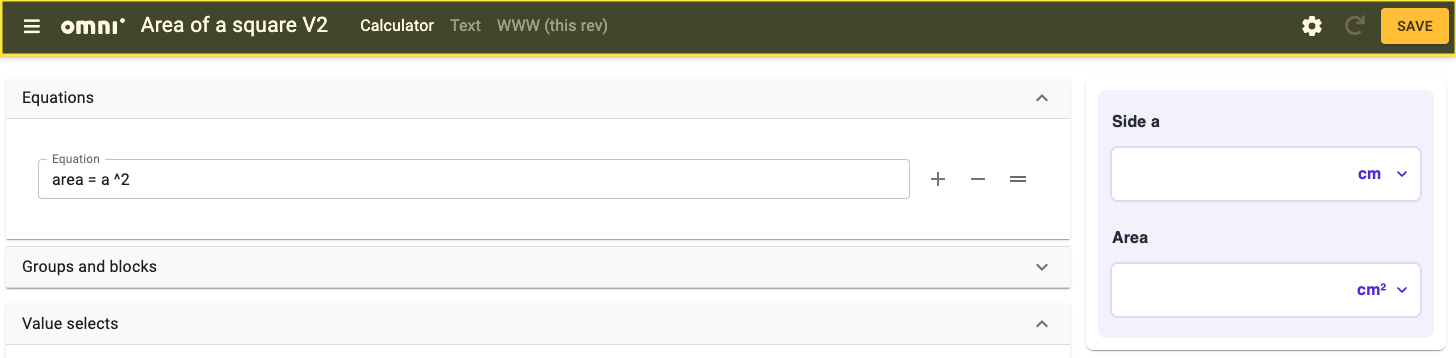 omni Area of a square V2 Calculator Text WWW (this rev) SAVE
Equations
Equation
area = a ^2
Groups and blocks
Value selects
Side a
cm
Area
cm²